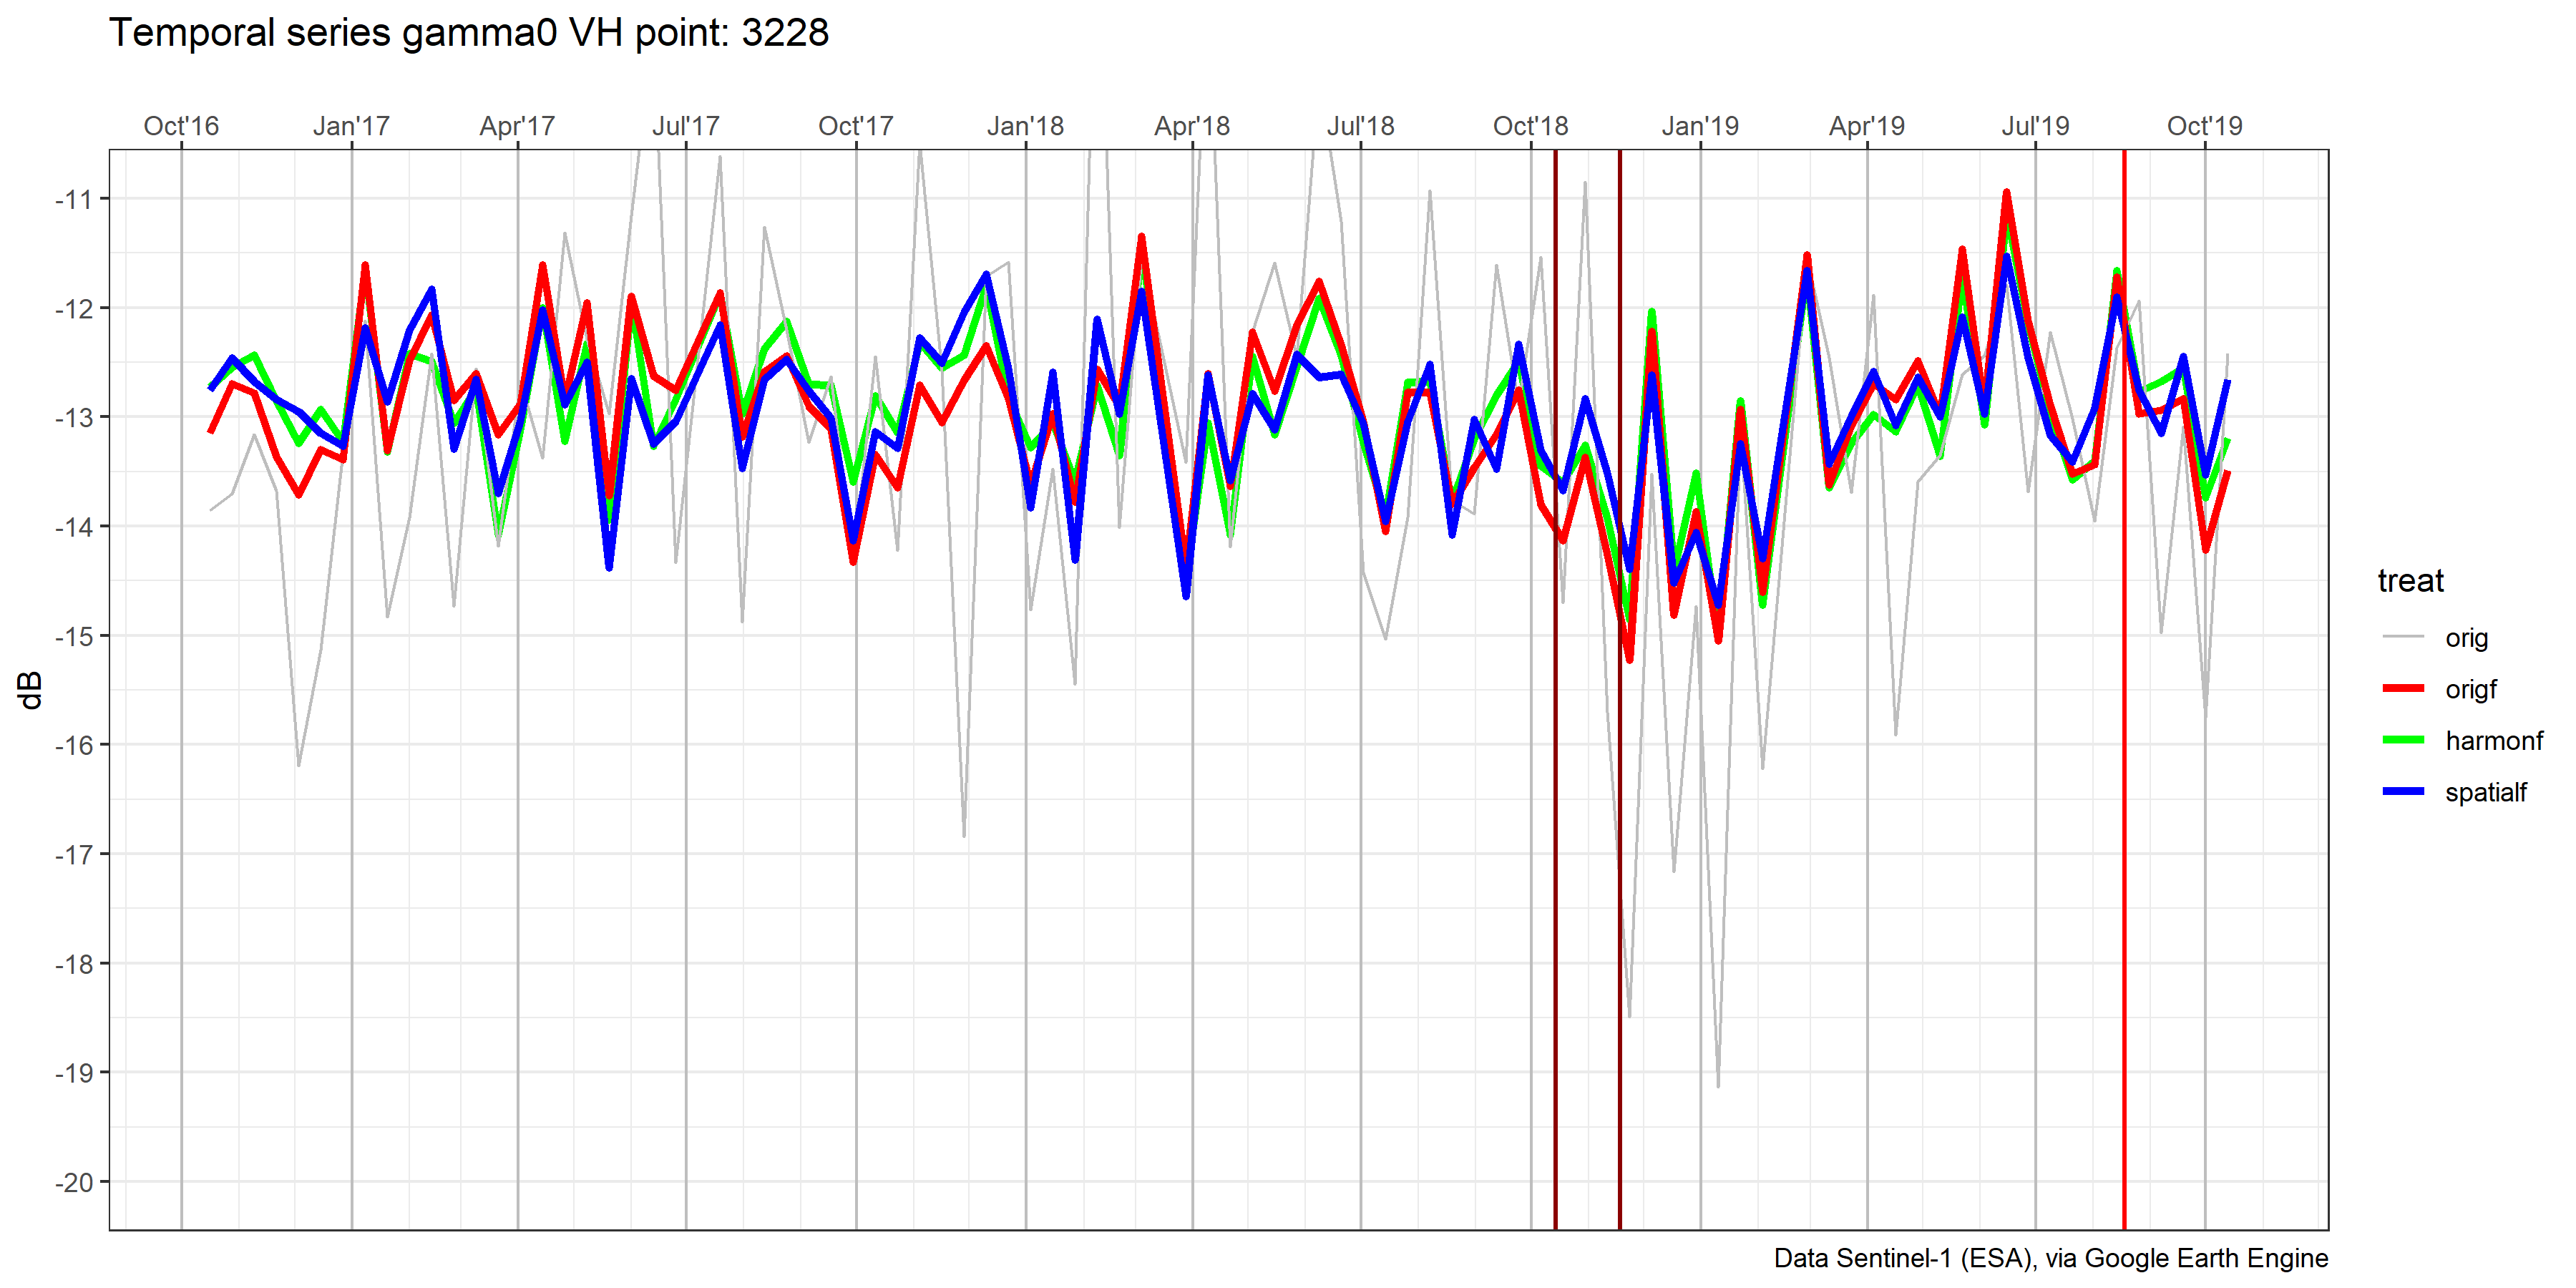 Temporal series gamma0 VH point: 3228
Oct'16 Jan'17 Apr'17 Jul'17 Oct'17 Jan'18 Apr'18 Jul'18 Oct'18 Jan'19 Apr'19 Jul'19 Oct'19
-11
-12
-13
-14
-15
-16
-17
-18
-19
-20
dB
treat
orig
origf
harmonf
spatialf
Data Sentinel-1 (ESA), via Google Earth Engine